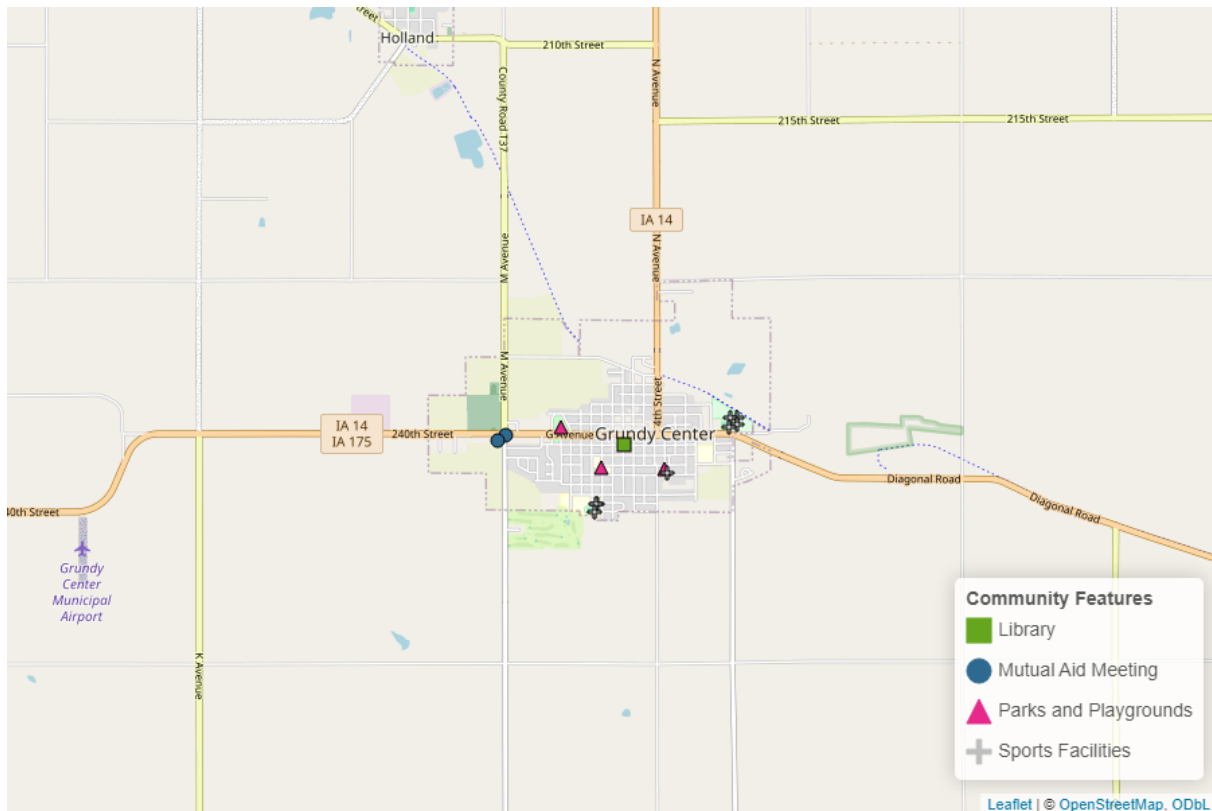 Street
Holland
210th Street
N Avenue
County Road T37
215th Street
215th Street
IA 14
N Avenue
M Avenue
M Avenue
4th Street
IA 14
IA 175
240th Street
G Avenue
Grundy Center
Diagonal Road
Diagonal Road
40th Street
Grundy
Center
Municipal
Airport
K Avenue
Community Features
Library
Mutual Aid Meeting
Parks and Playgrounds
Sports Facilities
Leaflet | © OpenStreetMap, ODbL